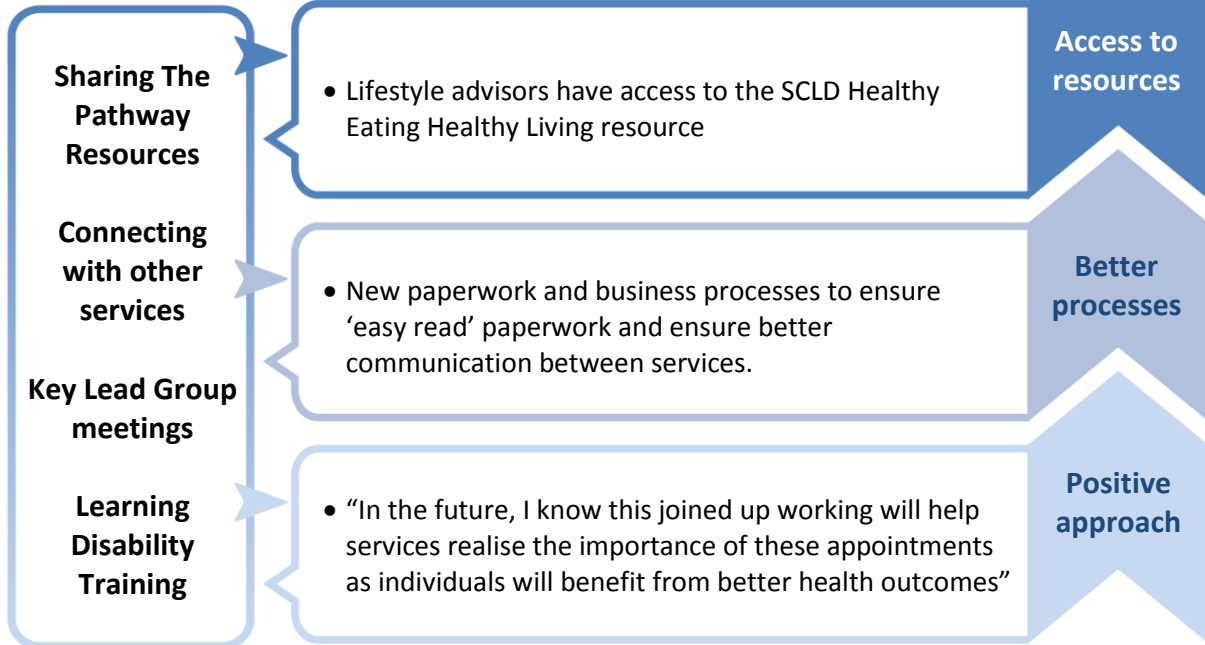 Sharing The
Pathway
Resources
Connecting
with other
services
Key Lead Group
meetings
Learning
Disability
Training
• Lifestyle advisors have access to the SCLD Healthy
Eating Healthy Living resource
Access to
resources
• New paperwork and business processes to ensure
‘easy read’ paperwork and ensure better
communication between services.
Better
processes
• “In the future, I know this joined up working will help
services realise the importance of these appointments
as individuals will benefit from better health outcomes”
Positive
approach